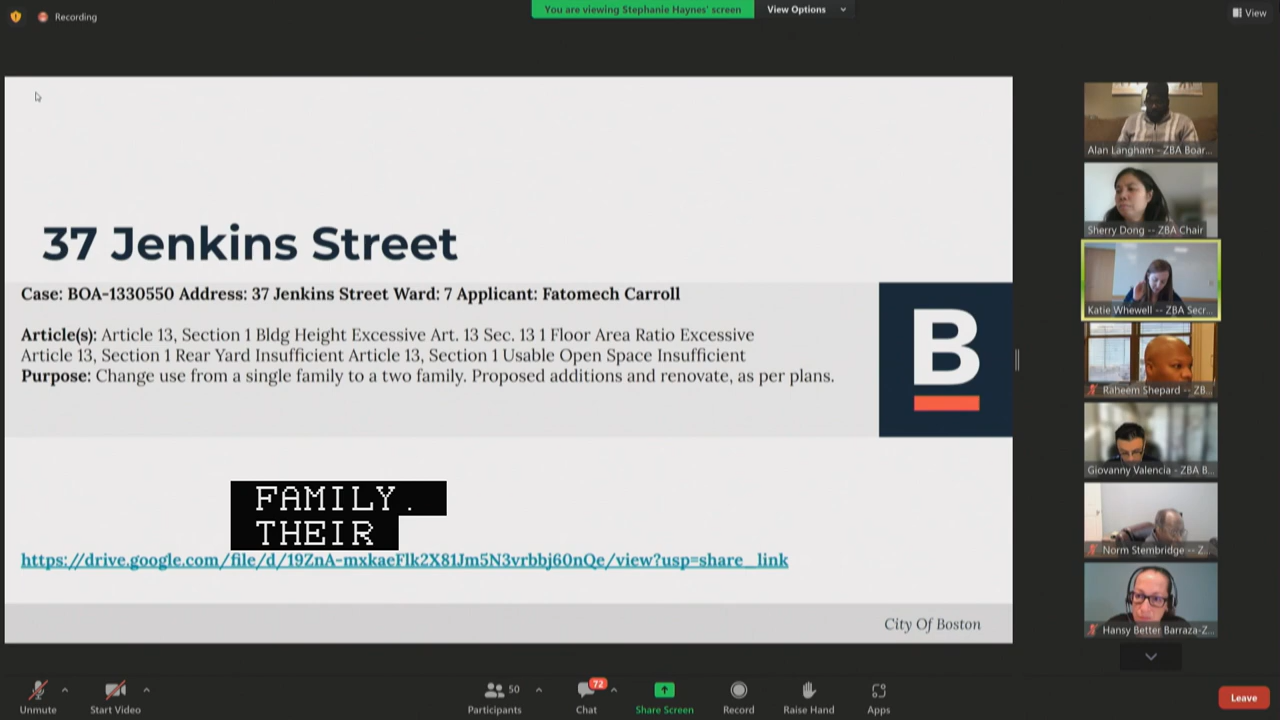 Recording
You are viewing Stephanie Haynes' screen
View Options
View
37 Jenkins Street
Case: BOA-1330550 Address: 37 Jenkins Street Ward: 7 Applicant: Fatomech Carroll
Article(s): Article 13, Section 1 Bldg Height Excessive Art. 13 Sec. 13 1 Floor Area Ratio Excessive
Article 13, Section 1 Rear Yard Insufficient Article 13, Section 1 Usable Open Space Insufficient
Purpose: Change use from a single family to a two family. Proposed additions and renovate, as per plans.
B
FAMILY.
THEIR
https://drive.google.com/file/d/19ZnA-mxkaeFlk2X81Jm5N3vrbbj60nQe/view?usp=share_link
City Of Boston
Alan Langham - ZBA Boar...
Sherry Dong -- ZBA Chair
Katie Whewell -- ZBA Secr...
Raheem Shepard -- ZB...
Giovanny Valencia - ZBA B...
Norm Stembridge -- Z...
Hansy Better Barraza-Z...
Unmute
Start Video
50
Participants
72
Chat
Share Screen
Record
Raise Hand
Apps
Leave